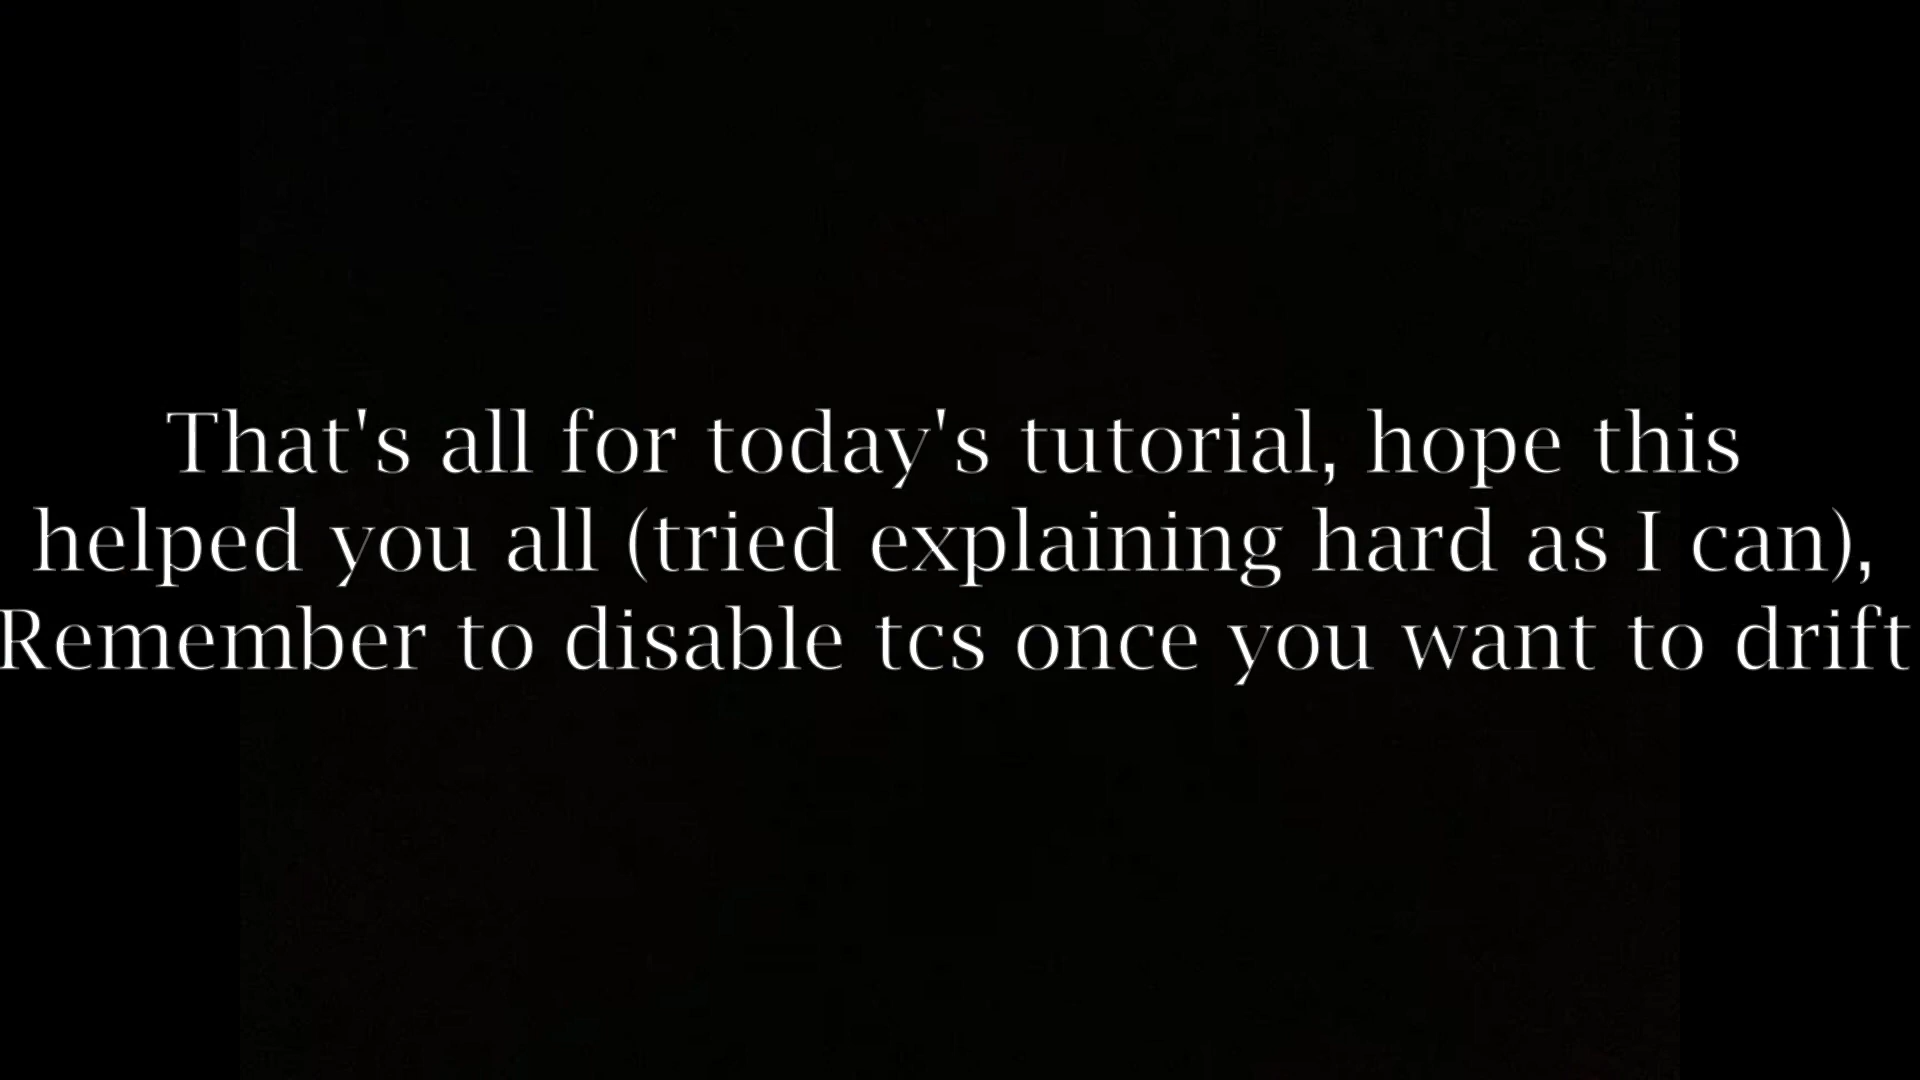 That's all for today's tutorial, hope this
helped you all (tried explaining hard as I can),
Remember to disable tcs once you want to drift